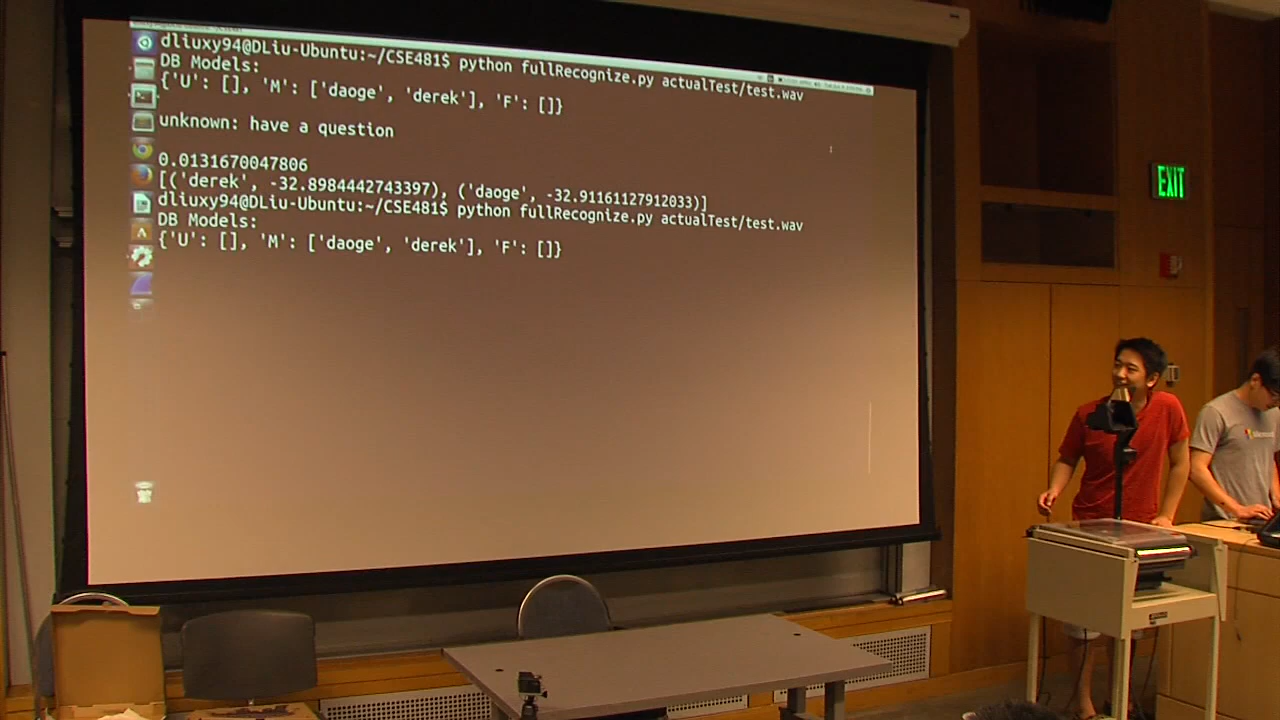 dliuxy94@DLiu-Ubuntu:~/CSE481$ python fullRecognize.py actualTest/test.wav
DB Models:
{'U': [], 'M': ['daoge', 'derek'], 'F': []}
unknown: have a question
0.0131670047806
[('derek', -32.8984442743397), ('daoge', -32.91161127912033)]
dliuxy94@DLiu-Ubuntu:~/CSE481$ python fullRecognize.py actualTest/test.wav
DB Models:
{'U': [], 'M': ['daoge', 'derek'], 'F': []}
EXIT
Microsoft